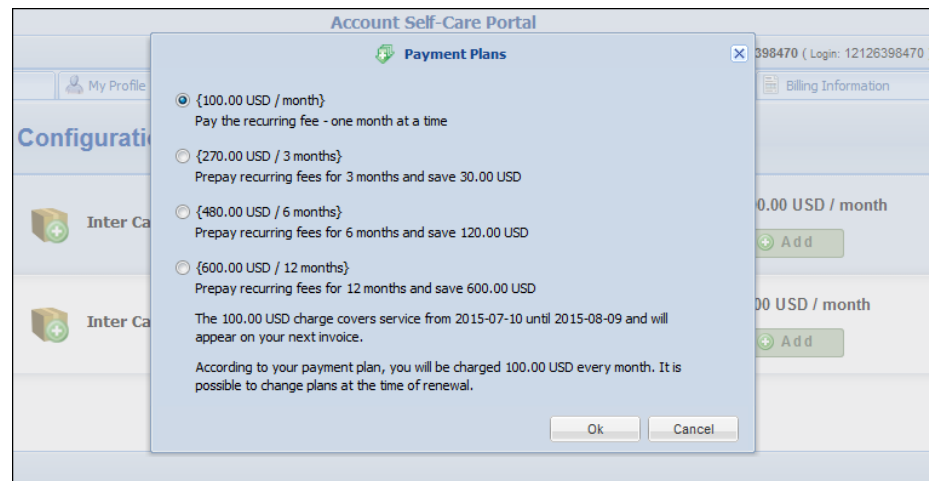 Account Self-Care Portal
Payment Plans
398470 ( Login: 12126398470
My Profile
Billing Information
Configurati
{100.00 USD / month}
Pay the recurring fee - one month at a time
{270.00 USD / 3 months}
Prepay recurring fees for 3 months and save 30.00 USD
{480.00 USD / 6 months}
Prepay recurring fees for 6 months and save 120.00 USD
{600.00 USD / 12 months}
Prepay recurring fees for 12 months and save 600.00 USD
The 100.00 USD charge covers service from 2015-07-10 until 2015-08-09 and will
appear on your next invoice.
According to your payment plan, you will be charged 100.00 USD every month. It is
possible to change plans at the time of renewal.
Ok
Cancel
Inter Ca
0.00 USD / month
Add
Inter Ca
00 USD / month
Add